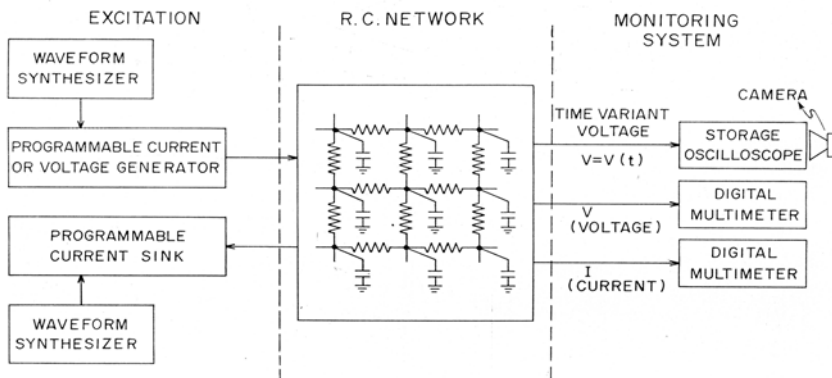 EXCITATION
R.C. NETWORK
MONITORING
SYSTEM
WAVEFORM
SYNTHESIZER
PROGRAMMABLE CURRENT
OR VOLTAGE GENERATOR
PROGRAMMABLE
CURRENT SINK
WAVEFORM
SYNTHESIZER
TIME VARIANT
VOLTAGE
V=V(t)
V
(VOLTAGE)
I
(CURRENT)
CAMERA
STORAGE
OSCILLOSCOPE
DIGITAL
MULTIMETER
DIGITAL
MULTIMETER